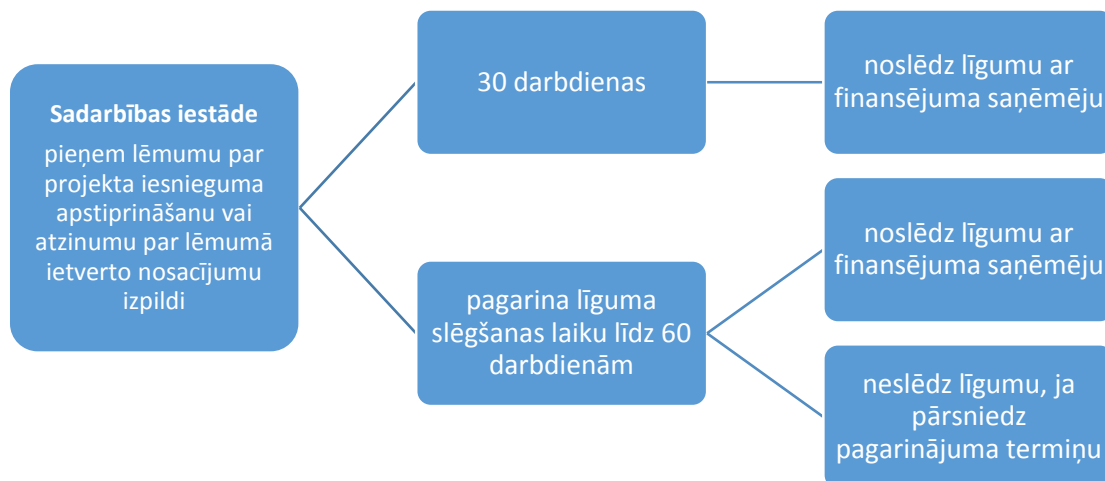 Sadarbības iestāde
pieņem lēmumu par
projekta iesnieguma
apstiprināšanu vai
atzinumu par lēmumā
ietverto nosacījumu
izpildi
30 darbdienas
noslēdz līgumu ar
finansējuma saņēmēju
pagarina līguma
slēgšanas laiku līdz 60
darbdienām
noslēdz līgumu ar
finansējuma saņēmēju
neslēdz līgumu, ja
pārsniedz
pagarinājuma termiņu